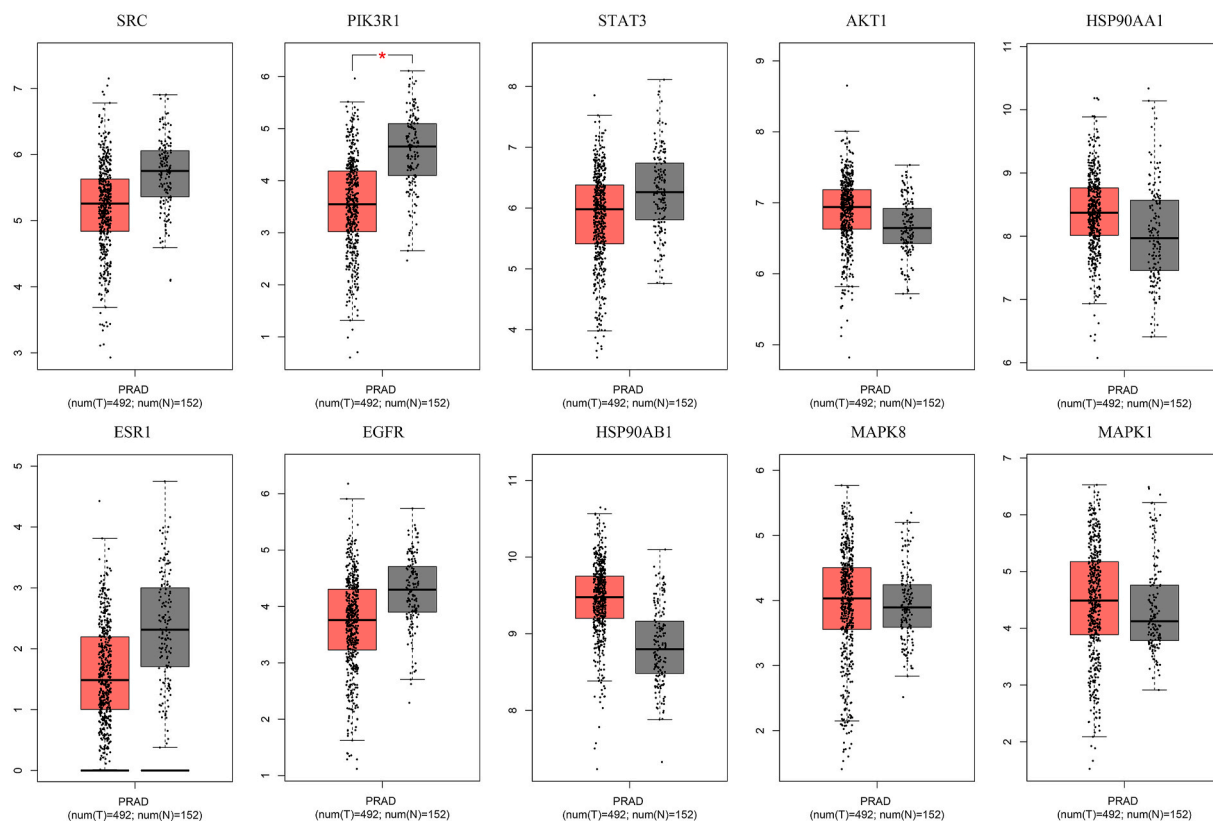 SRC
PIK3R1
STAT3
AKT1
HSP90AA1
7
6
5
4
3
PRAD
(num(T)=492; num(N)=152)
*
6
5
4
3
2
1
PRAD
(num(T)=492; num(N)=152)
8
7
6
5
4
PRAD
(num(T)=492; num(N)=152)
9
8
7
6
5
PRAD
(num(T)=492; num(N)=152)
11
10
9
8
7
6
PRAD
(num(T)=492; num(N)=152)
ESR1
EGFR
HSP90AB1
MAPK8
MAPK1
5
4
3
2
1
0
PRAD
(num(T)=492; num(N)=152)
6
5
4
3
2
1
PRAD
(num(T)=492; num(N)=152)
11
10
9
8
PRAD
(num(T)=492; num(N)=152)
6
5
4
3
2
PRAD
(num(T)=492; num(N)=152)
7
6
5
4
3
2
PRAD
(num(T)=492; num(N)=152)